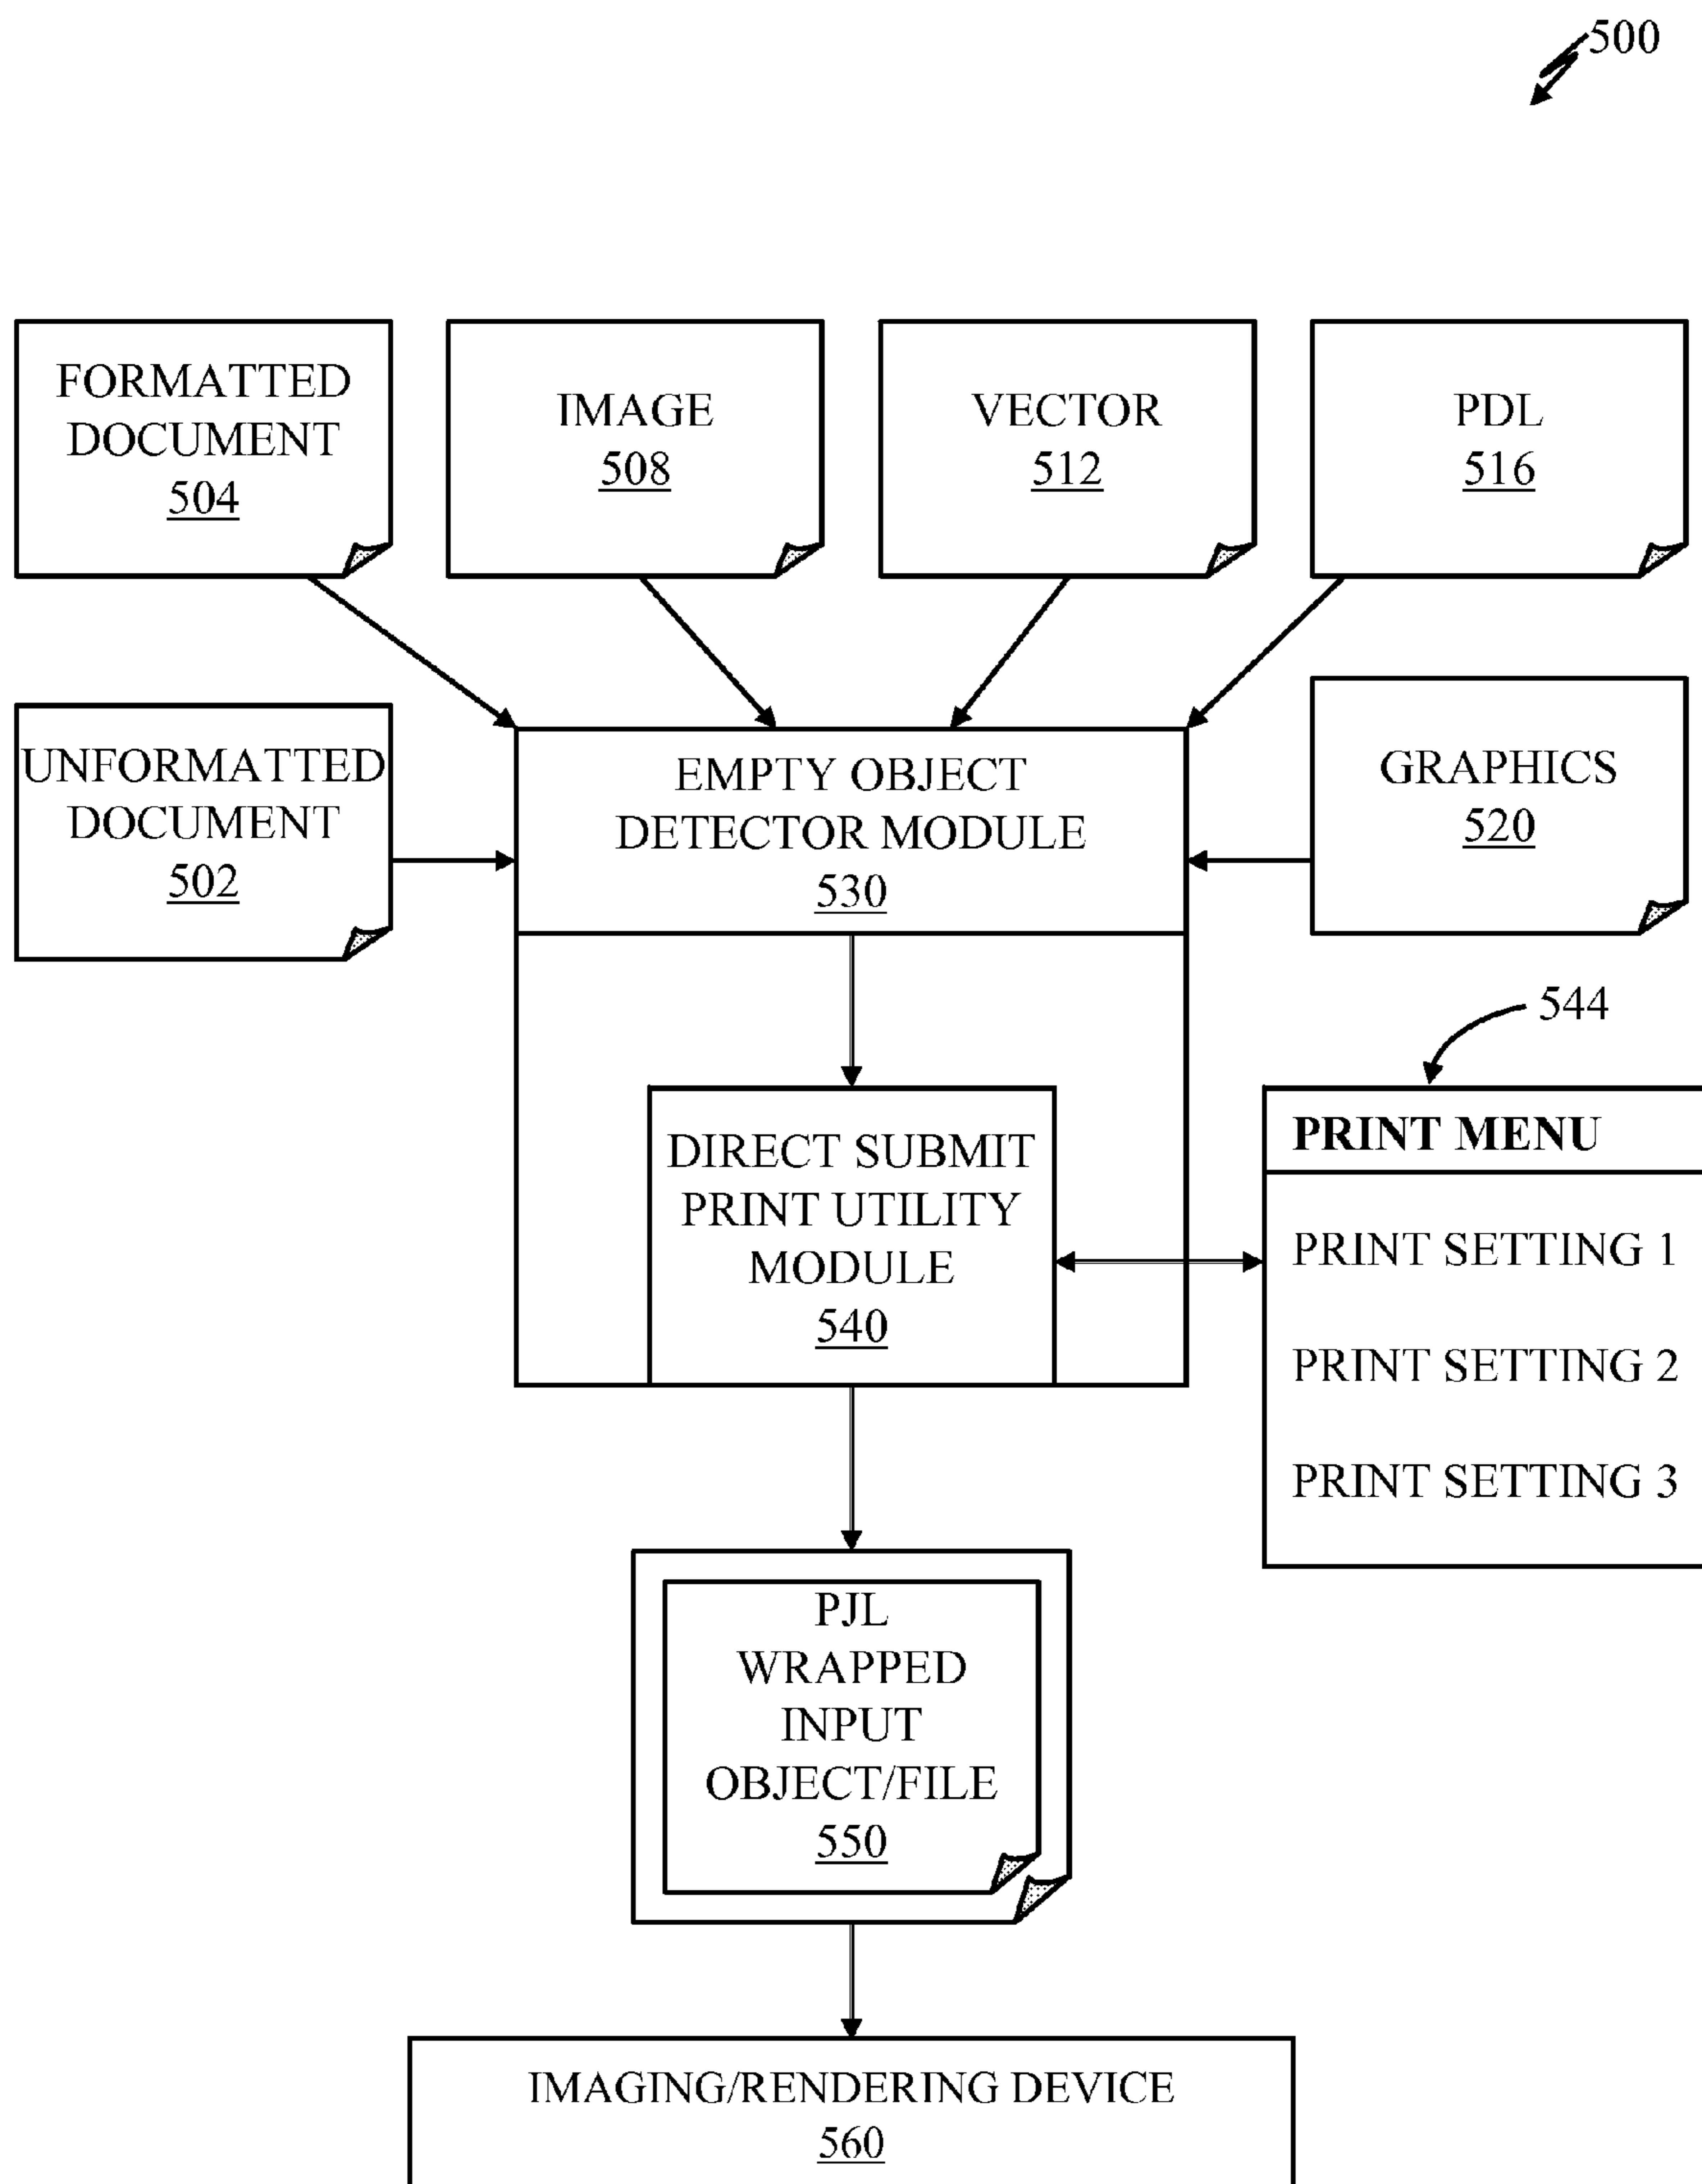 500
FORMATTED
DOCUMENT
504
IMAGE
508
VECTOR
512
PDL
516
UNFORMATTED
DOCUMENT
502
EMPTY OBJECT
DETECTOR MODULE
530
GRAPHICS
520
544
DIRECT SUBMIT
PRINT UTILITY
MODULE
540
PRINT MENU
PRINT SETTING 1
PRINT SETTING 2
PRINT SETTING 3
PJL
WRAPPED
INPUT
OBJECT/FILE
550
IMAGING/RENDERING DEVICE
560